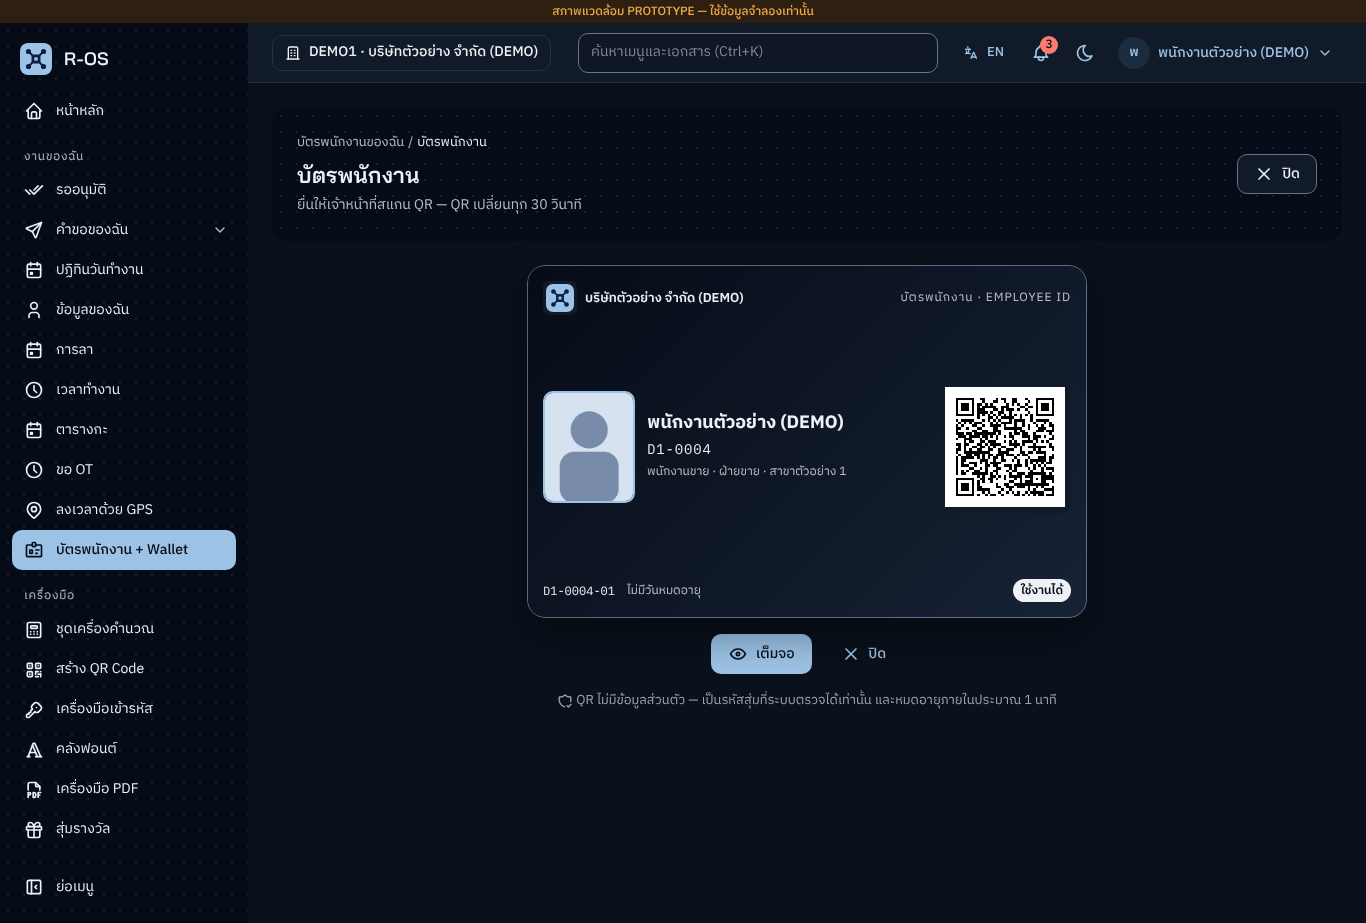 สภาพแวดล้อม PROTOTYPE — ใช้ข้อมูลจำลองเท่านั้น
R-OS
DEMO1 · บริษัทตัวอย่าง จำกัด (DEMO)
ค้นหาเมนูและเอกสาร (Ctrl+K)
EN
3
พ
พนักงานตัวอย่าง (DEMO)
หน้าหลัก
งานของฉัน
รออนุมัติ
คำขอของฉัน
ปฏิทินวันทำงาน
ข้อมูลของฉัน
การลา
เวลาทำงาน
ตารางกะ
ขอ OT
ลงเวลาด้วย GPS
บัตรพนักงาน + Wallet
เครื่องมือ
ชุดเครื่องคำนวณ
สร้าง QR Code
เครื่องมือเข้ารหัส
คลังฟอนต์
เครื่องมือ PDF
สุ่มรางวัล
ย่อเมนู
บัตรพนักงานของฉัน / บัตรพนักงาน
บัตรพนักงาน
ยื่นให้เจ้าหน้าที่สแกน QR — QR เปลี่ยนทุก 30 วินาที
ปิด
บริษัทตัวอย่าง จำกัด (DEMO)
บัตรพนักงาน · EMPLOYEE ID
พนักงานตัวอย่าง (DEMO)
D1-0004
พนักงานขาย · ฝ่ายขาย · สาขาตัวอย่าง 1
D1-0004-01 ไม่มีวันหมดอายุ
ใช้งานได้
เต็มจอ
ปิด
QR ไม่มีข้อมูลส่วนตัว — เป็นรหัสสุ่มที่ระบบตรวจได้เท่านั้น และหมดอายุภายในประมาณ 1 นาที